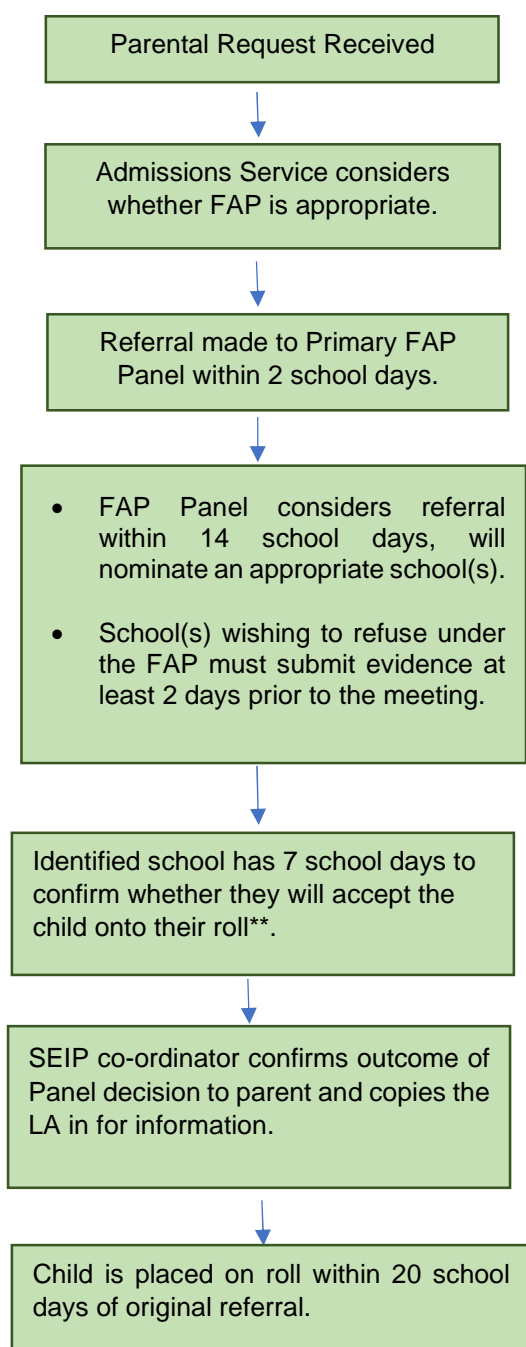 Parental Request Received
Admissions Service considers
whether FAP is appropriate.
Referral made to Primary FAP
Panel within 2 school days.
• FAP Panel considers referral
within 14 school days, will
nominate an appropriate school(s).
• School(s) wishing to refuse under
the FAP must submit evidence at
least 2 days prior to the meeting.
Identified school has 7 school days to
confirm whether they will accept the
child onto their roll**.
SEIP co-ordinator confirms outcome of
Panel decision to parent and copies the
LA in for information.
Child is placed on roll within 20 school
days of original referral.